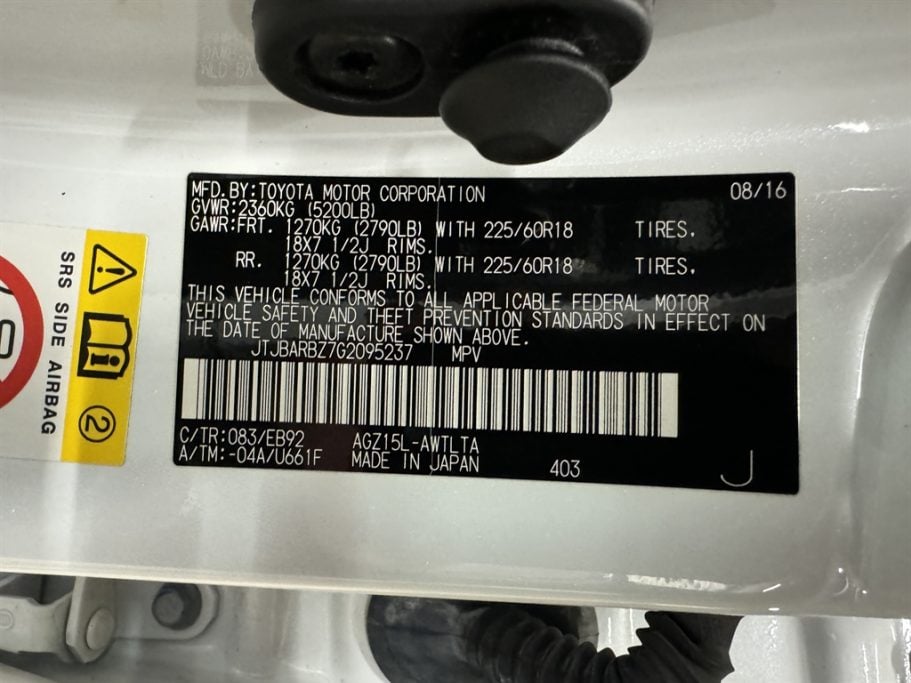 MFD. BY: TOYOTA MOTOR CORPORATION 08/16
GVWR: 2360KG (5200LB)
GAWR: FRT. 1270KG (2790LB) WITH 225/60R18 TIRES.
18X7 1/2J RIMS.
RR. 1270KG (2790LB) WITH 225/60R18 TIRES.
18X7 1/2J RIMS.
THIS VEHICLE CONFORMS TO ALL APPLICABLE FEDERAL MOTOR
VEHICLE SAFETY AND THEFT PREVENTION STANDARDS IN EFFECT ON
THE DATE OF MANUFACTURE SHOWN ABOVE.
JTJBARBZ7G2095237 MPV
C/TR: 083/EB92 AGZ15L-AWTLTA
A/TM: -04A/U661F MADE IN JAPAN 403 J
SRS SIDE AIRBAG
2